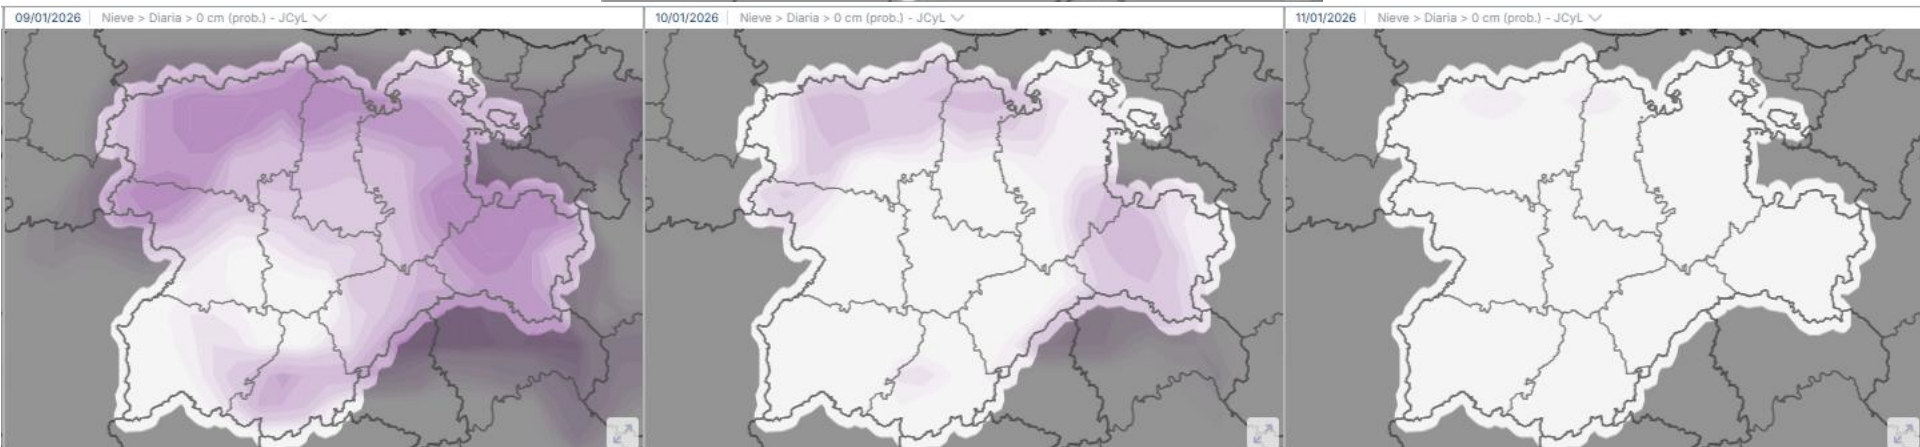 09/01/2026 Nieve > Diaria > 0 cm (prob.) - JCyL
10/01/2026 Nieve > Diaria > 0 cm (prob.) - JCyL
11/01/2026 Nieve > Diaria > 0 cm (prob.) - JCyL